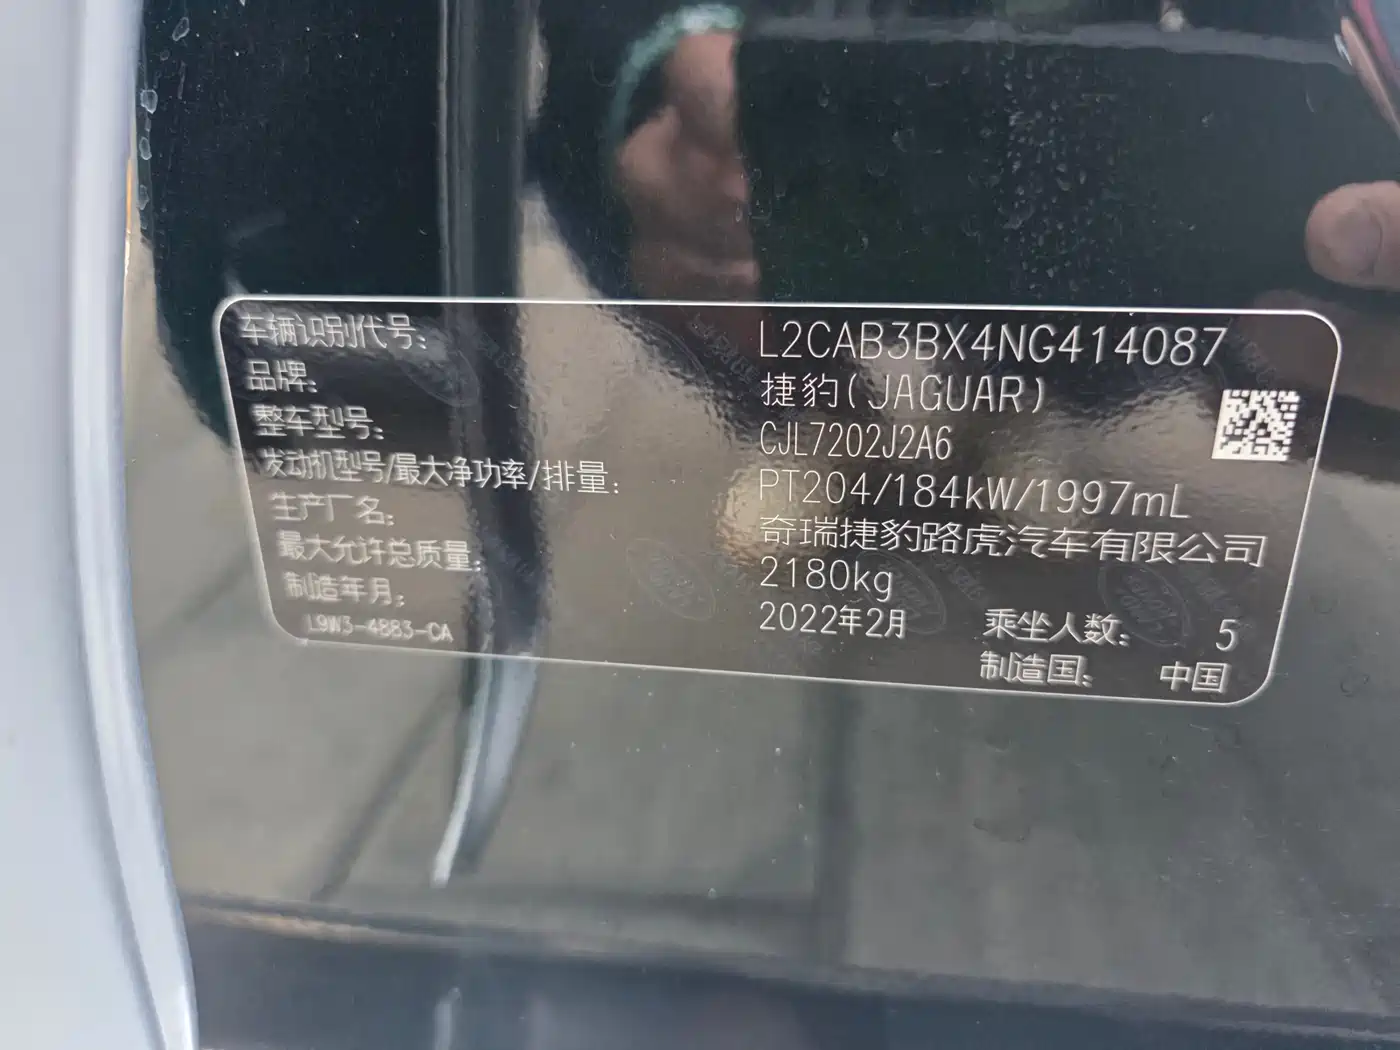 车辆识别代号: L2CAB3BX4NG414087
品牌: 捷豹(JAGUAR)
整车型号: CJL7202J2A6
发动机型号/最大净功率/排量: PT204/184kW/1997mL
生产厂名: 奇瑞捷豹路虎汽车有限公司
最大允许总质量: 2180kg
制造年月: 2022年2月 乘坐人数: 5
L9W3-4883-CA 制造国: 中国